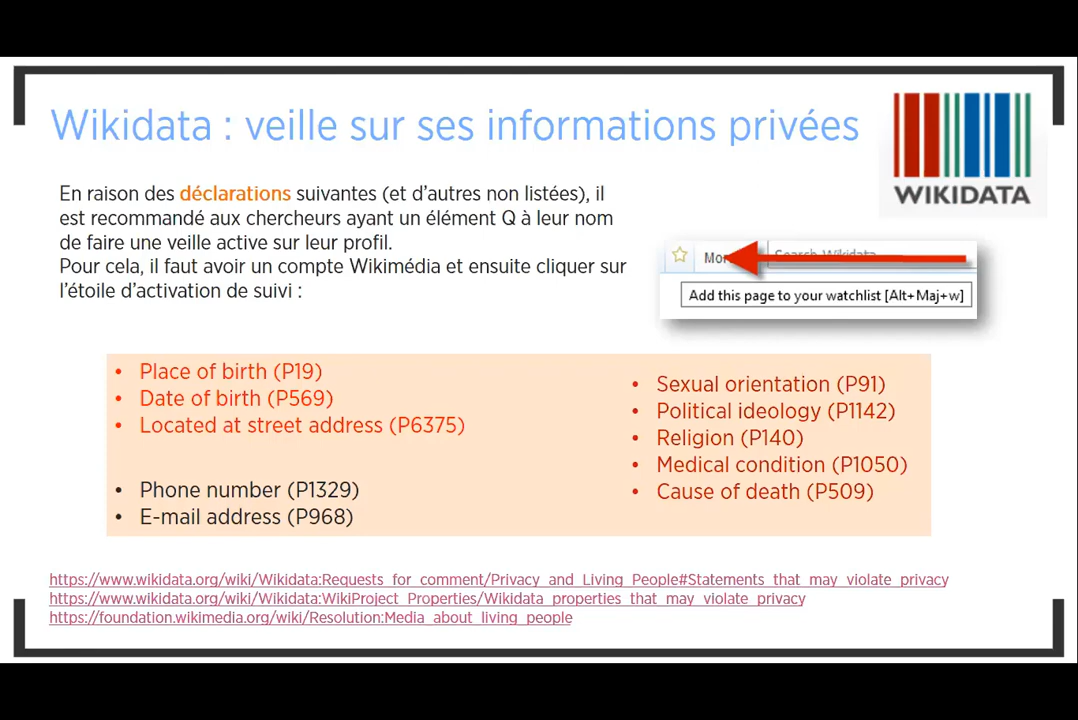 Wikidata : veille sur ses informations privées
WIKIDATA
En raison des déclarations suivantes (et d'autres non listées), il
est recommandé aux chercheurs ayant un élément Q à leur nom
de faire une veille active sur leur profil.
Pour cela, il faut avoir un compte Wikimédia et ensuite cliquer sur
l'étoile d'activation de suivi :
Search Wikidata
Add this page to your watchlist [Alt+Maj+w]
• Place of birth (P19)
• Date of birth (P569)
• Located at street address (P6375)
• Phone number (P1329)
• E-mail address (P968)
• Sexual orientation (P91)
• Political ideology (P1142)
• Religion (P140)
• Medical condition (P1050)
• Cause of death (P509)
https://www.wikidata.org/wiki/Wikidata:Requests_for_comment/Privacy_and_Living_People#Statements_that_may_violate_privacy
https://www.wikidata.org/wiki/Wikidata:WikiProject_Properties/Wikidata_properties_that_may_violate_privacy
https://foundation.wikimedia.org/wiki/Resolution:Media_about_living_people